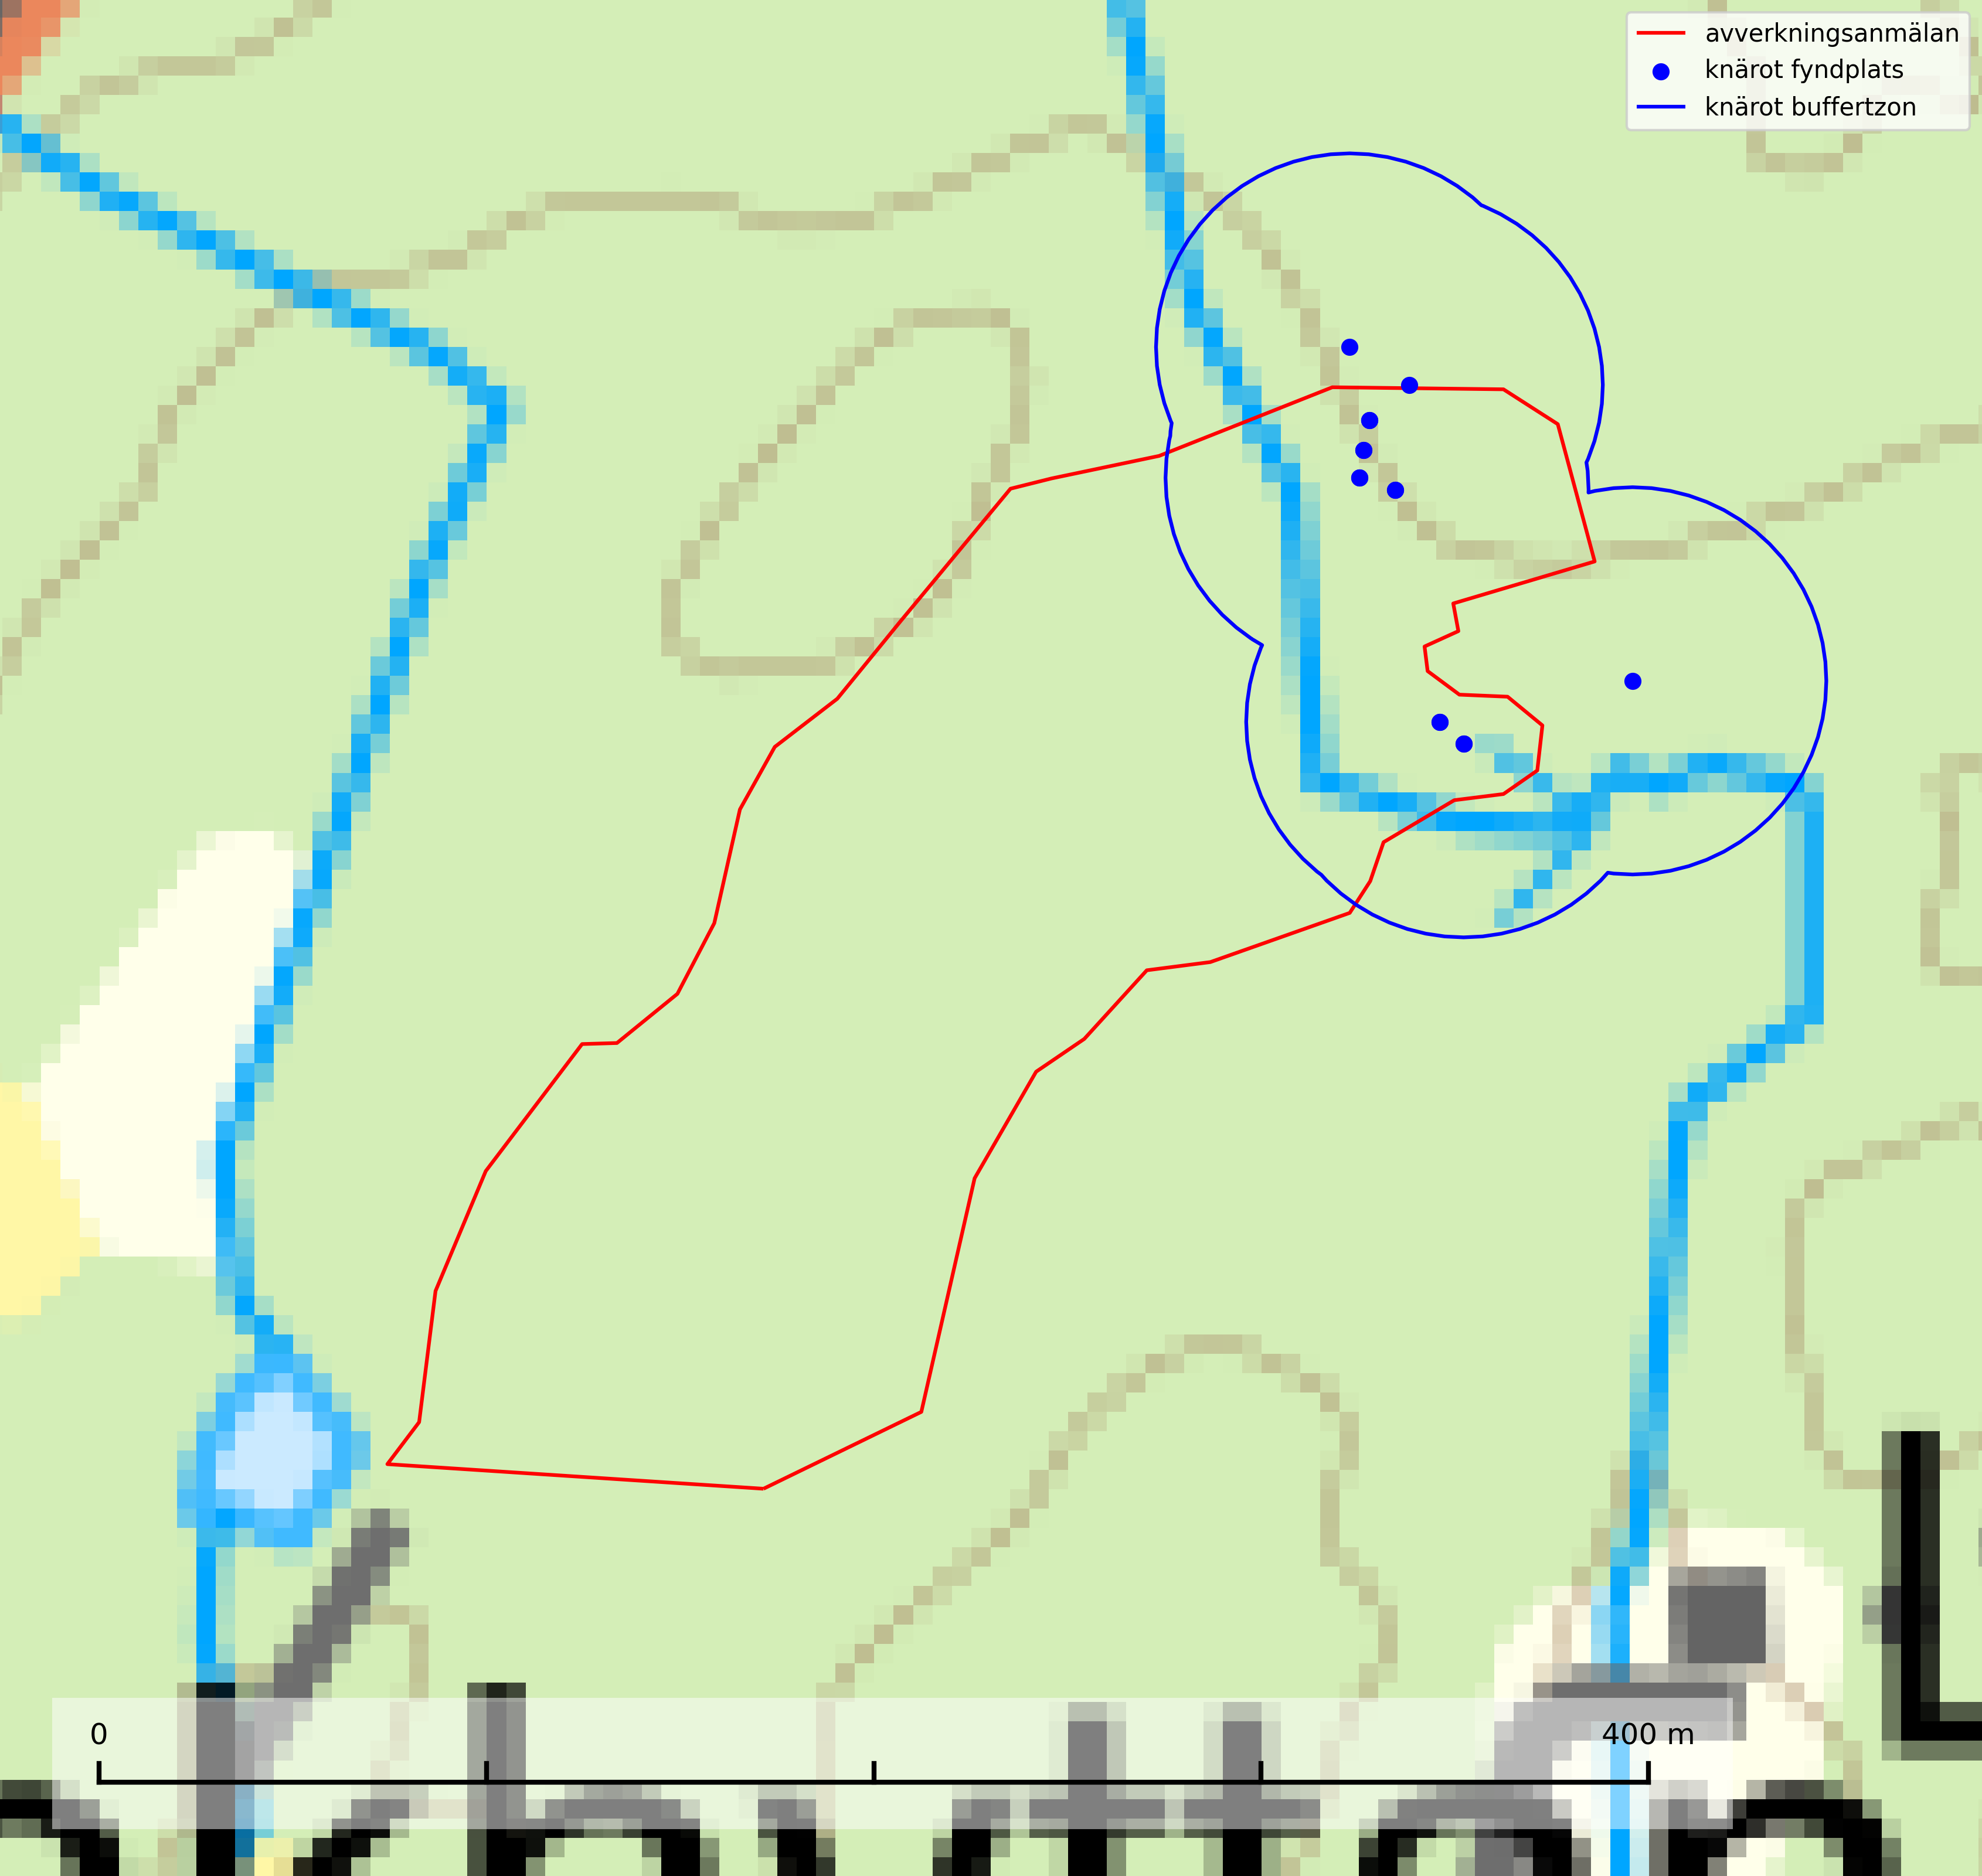 avverkningsanmälan
knärot fyndplats
knärot buffertzon
0
400 m